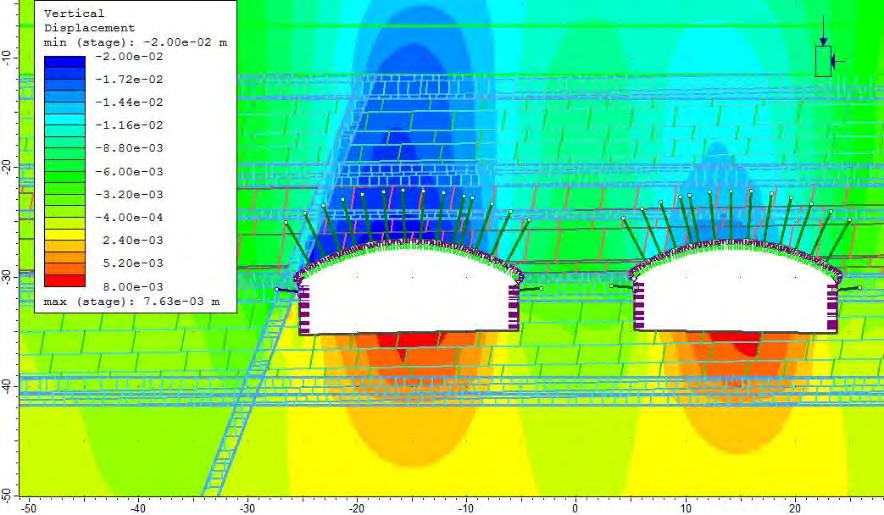 Vertical
Displacement
min (stage): -2.00e-02 m
-2.00e-02
-1.72e-02
-1.44e-02
-1.16e-02
-8.80e-03
-6.00e-03
-3.20e-03
-4.00e-04
2.40e-03
5.20e-03
8.00e-03
max (stage): 7.63e-03 m
-10
-20
-30
-40
-50
-50
-40
-30
-20
-10
0
10
20